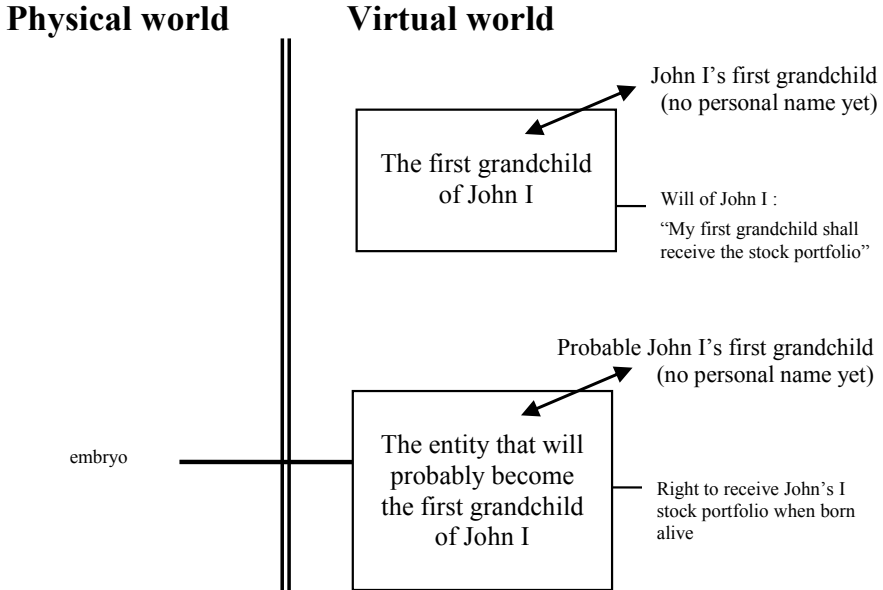 Physical world
Virtual world
John I’s first grandchild
(no personal name yet)
The first grandchild
of John I
Will of John I :
“My first grandchild shall
receive the stock portfolio”
Probable John I’s first grandchild
(no personal name yet)
embryo
The entity that will
probably become
the first grandchild
of John I
Right to receive John’s I
stock portfolio when born
alive